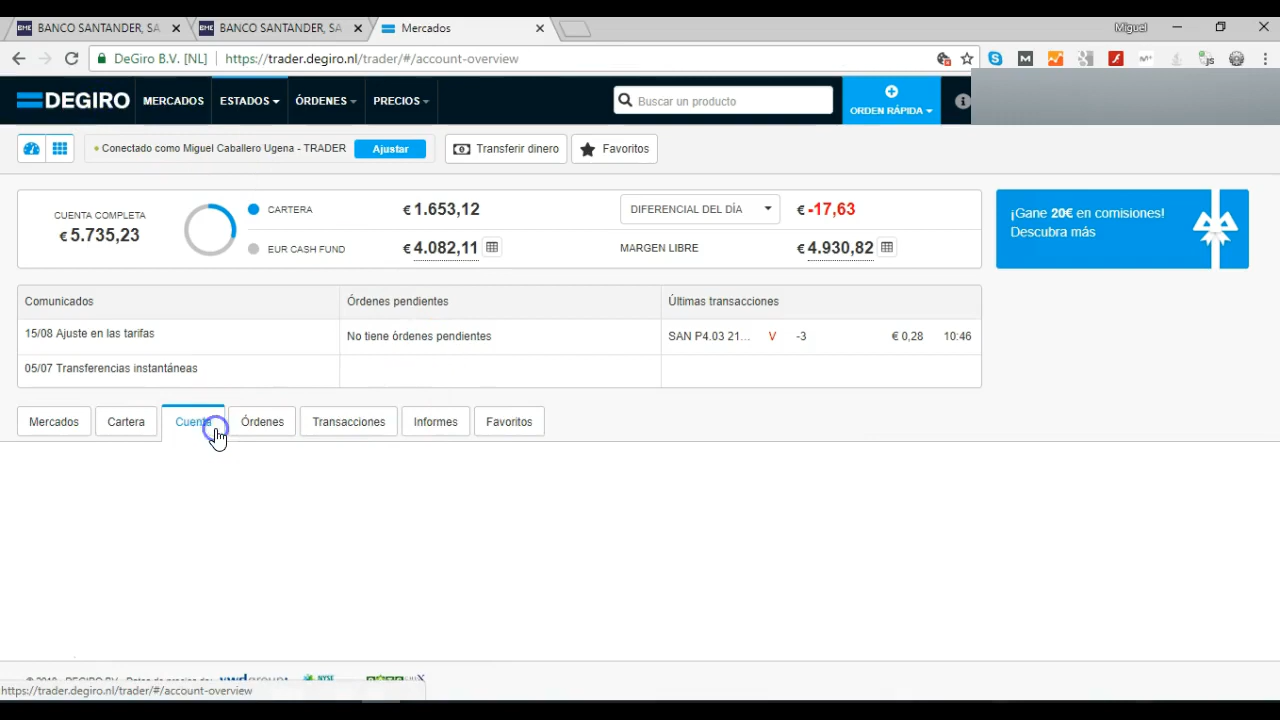 BME BANCO SANTANDER, SA
BME BANCO SANTANDER, SA
Mercados
Miguel
DeGiro B.V. [NL]
https://trader.degiro.nl/trader/#/account-overview
DEGIRO
MERCADOS
ESTADOS
ÓRDENES
PRECIOS
Buscar un producto
ORDEN RÁPIDA
Conectado como Miguel Caballero Ugena - TRADER
Ajustar
Transferir dinero
Favoritos
CUENTA COMPLETA
€ 5.735,23
CARTERA
€ 1.653,12
DIFERENCIAL DEL DÍA
€ -17,63
EUR CASH FUND
€ 4.082,11
MARGEN LIBRE
€ 4.930,82
¡Gane 20€ en comisiones!
Descubra más
Comunicados
Órdenes pendientes
Últimas transacciones
15/08 Ajuste en las tarifas
No tiene órdenes pendientes
SAN P4.03 21... V -3 € 0,28 10:46
05/07 Transferencias instantáneas
Mercados
Cartera
Cuenta
Órdenes
Transacciones
Informes
Favoritos
https://trader.degiro.nl/trader/#/account-overview